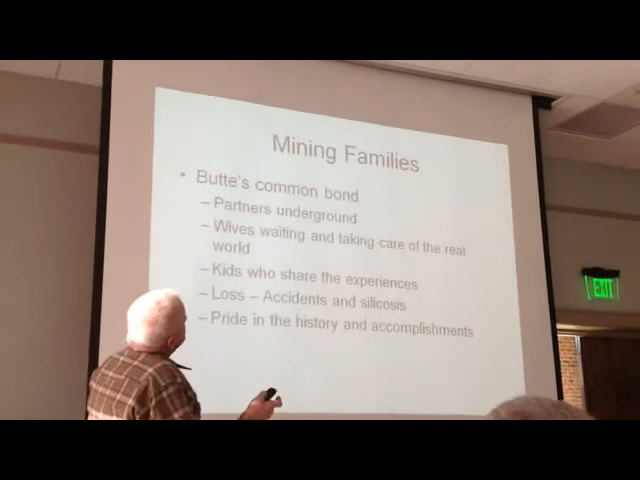 Mining Families
• Butte's common bond
– Partners underground
– Wives waiting and taking care of the real
world
– Kids who share the experiences
– Loss – Accidents and silicosis
– Pride in the history and accomplishments
EXIT